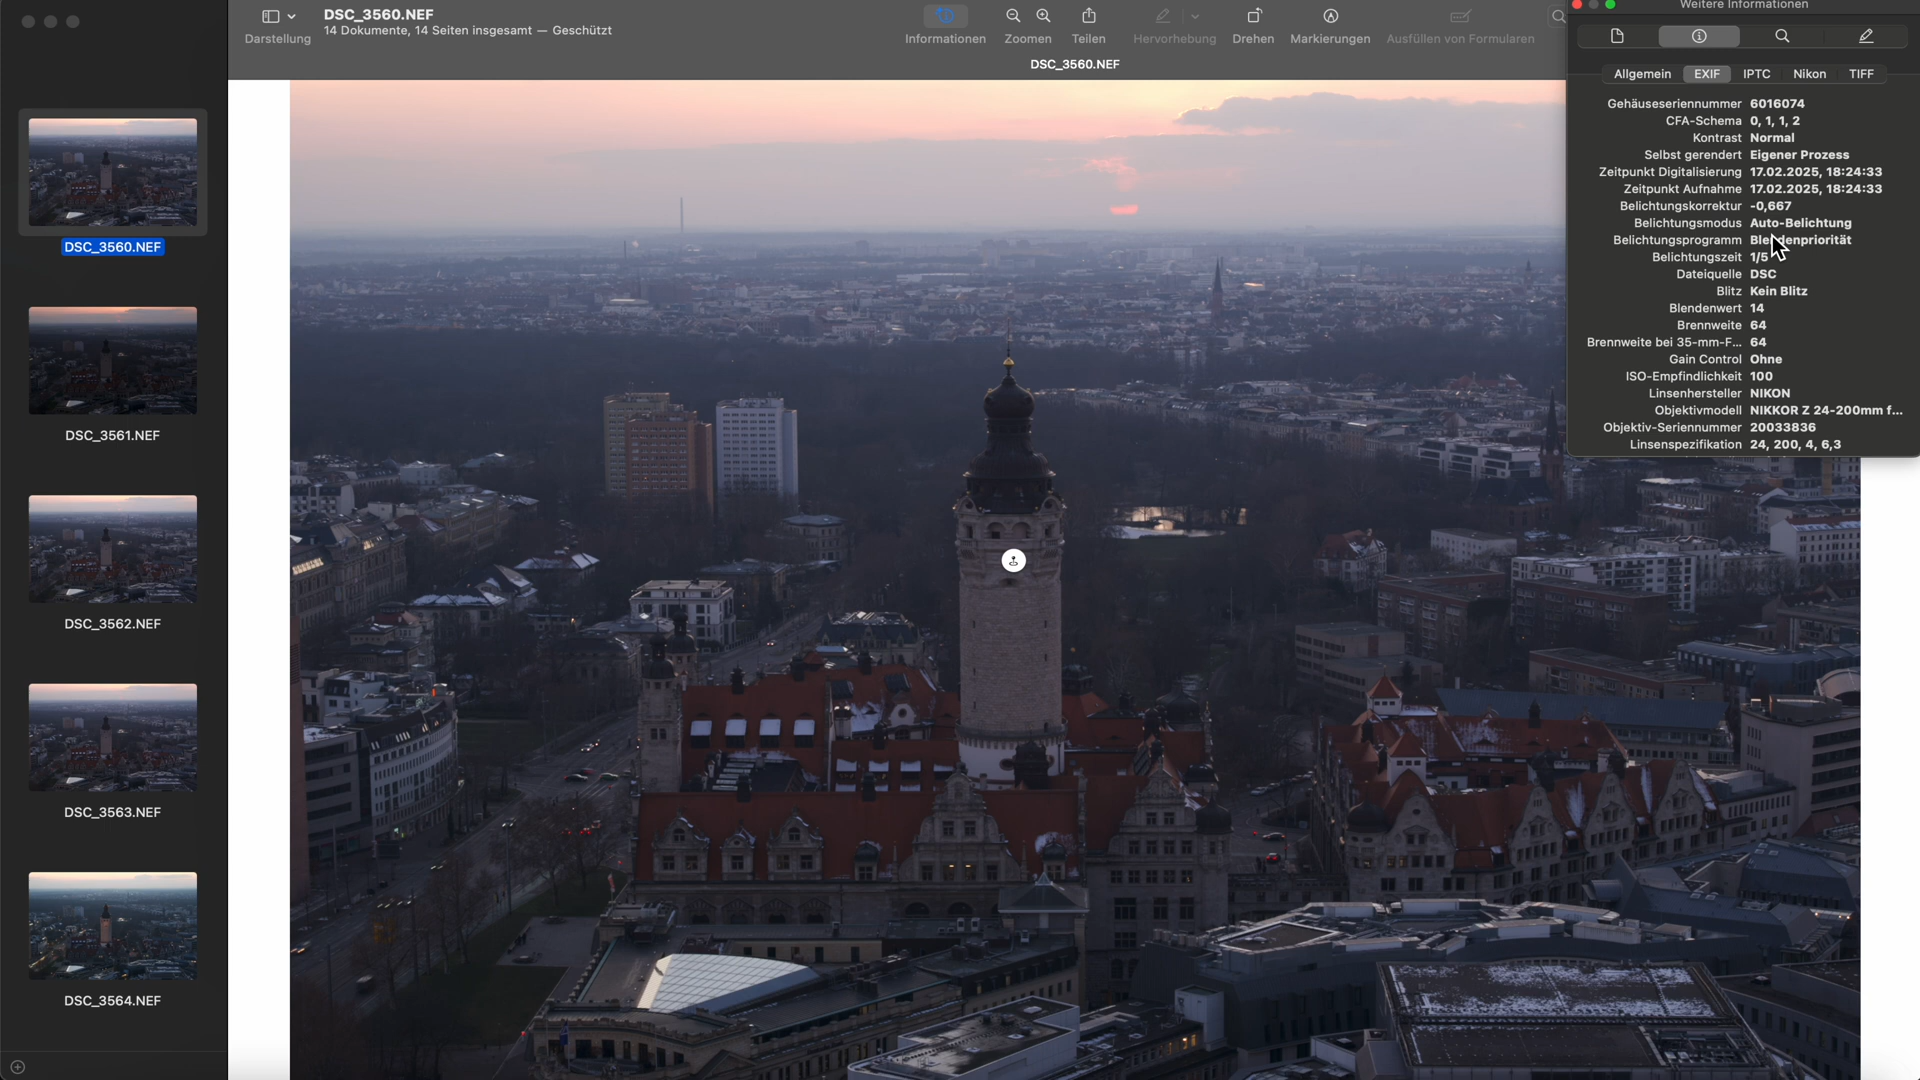 DSC_3560.NEF
14 Dokumente, 14 Seiten insgesamt — Geschützt
Darstellung
Informationen
Zoomen
Teilen
Hervorhebung
Drehen
Markierungen
Ausfüllen von Formularen
DSC_3560.NEF
DSC_3560.NEF
DSC_3561.NEF
DSC_3562.NEF
DSC_3563.NEF
DSC_3564.NEF
Weitere Informationen
Allgemein EXIF IPTC Nikon TIFF
Gehäuseseriennummer 6016074
CFA-Schema 0, 1, 1, 2
Kontrast Normal
Selbst gerendert Eigener Prozess
Zeitpunkt Digitalisierung 17.02.2025, 18:24:33
Zeitpunkt Aufnahme 17.02.2025, 18:24:33
Belichtungskorrektur -0,667
Belichtungsmodus Auto-Belichtung
Belichtungsprogramm Blendenpriorität
Belichtungszeit 1/5
Dateiquelle DSC
Blitz Kein Blitz
Blendenwert 14
Brennweite 64
Brennweite bei 35-mm-F... 64
Gain Control Ohne
ISO-Empfindlichkeit 100
Linsenhersteller NIKON
Objektivmodell NIKKOR Z 24-200mm f...
Objektiv-Seriennummer 20033836
Linsenspezifikation 24, 200, 4, 6,3